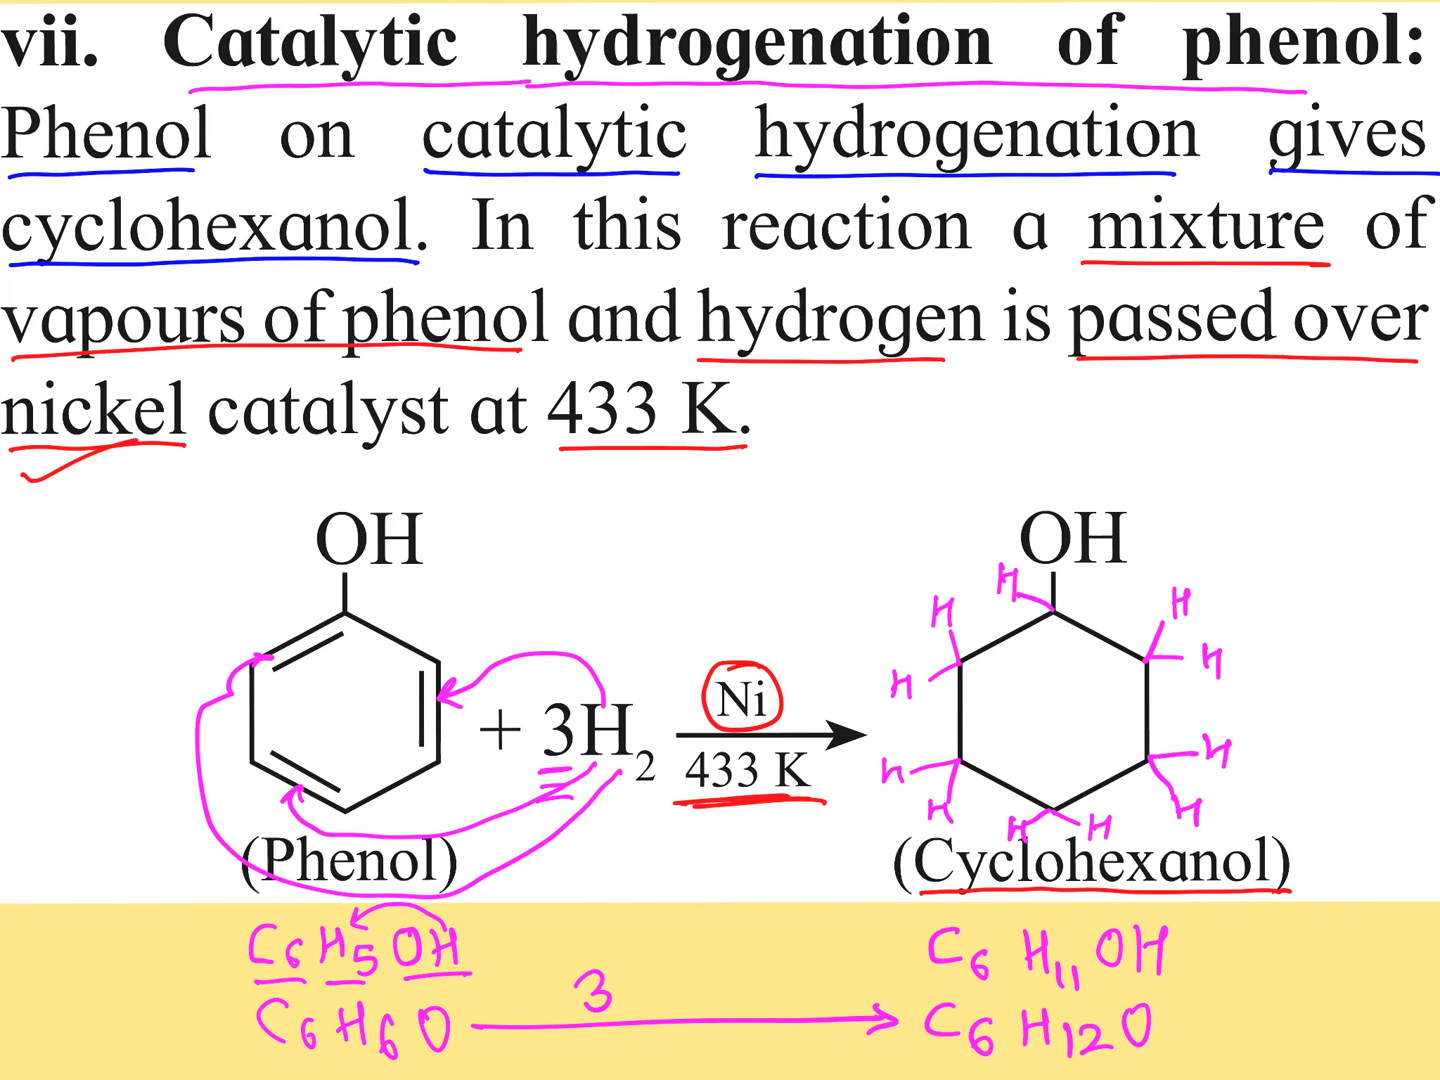 vii. Catalytic hydrogenation of phenol:
Phenol on catalytic hydrogenation gives
cyclohexanol. In this reaction a mixture of
vapours of phenol and hydrogen is passed over
nickel catalyst at 433 K.
OH OH
H H H
H H
+ 3H₂ Ni
433 K
H H
H H
H H
(Phenol) (Cyclohexanol)
C₆H₅OH C₆H₁₁OH
C₆H₆O 3 C₆H₁₂O